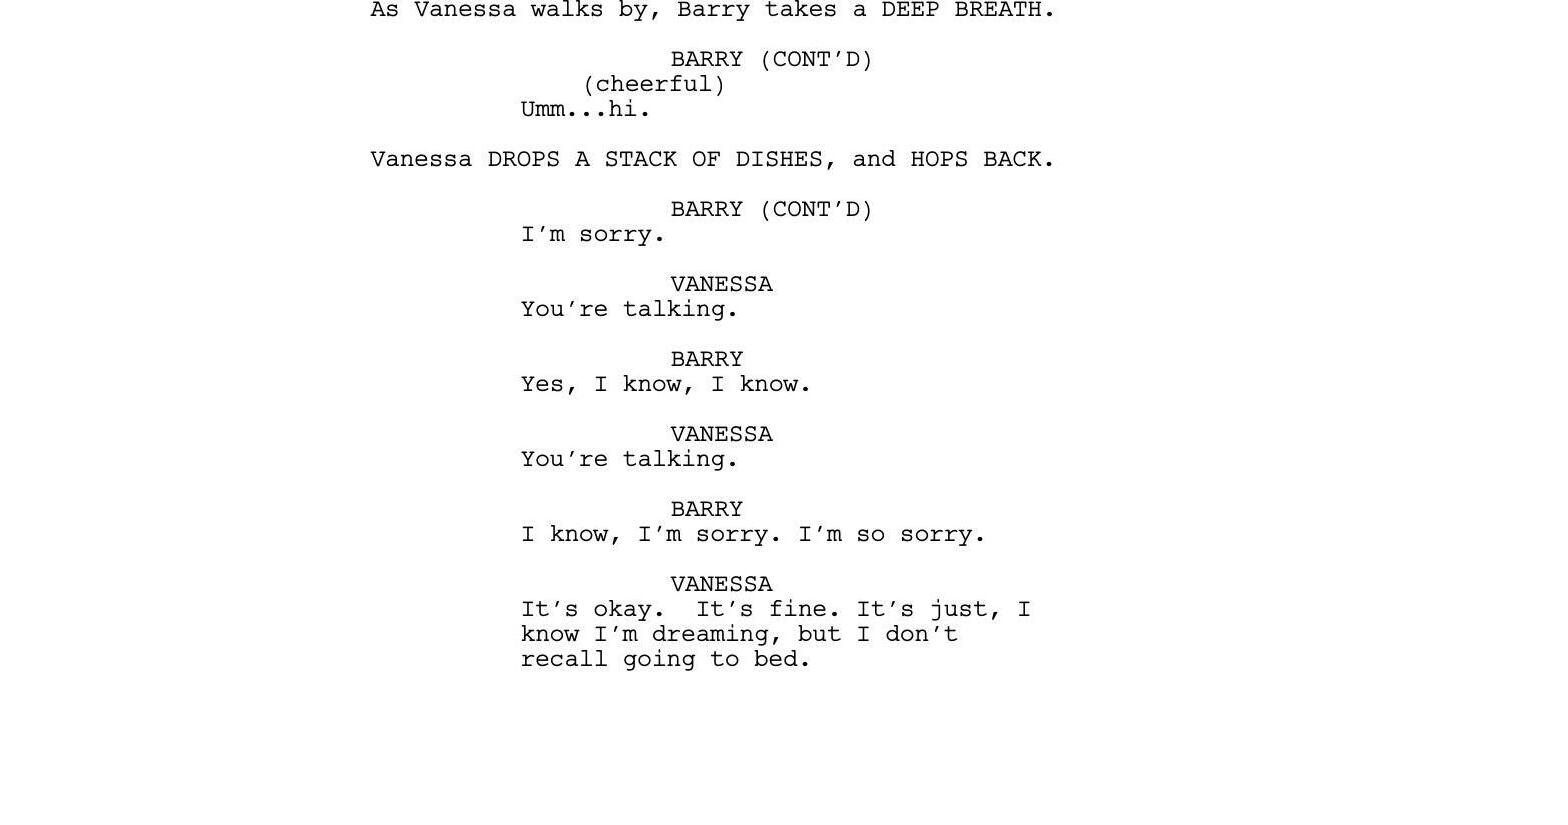 As Vanessa walks by, Barry takes a DEEP BREATH.
BARRY (CONT'D)
(cheerful)
Umm...hi.
Vanessa DROPS A STACK OF DISHES, and HOPS BACK.
BARRY (CONT'D)
I'm sorry.
VANESSA
You're talking.
BARRY
Yes, I know, I know.
VANESSA
You're talking.
BARRY
I know, I'm sorry. I'm so sorry.
VANESSA
It's okay.  It's fine. It's just, I
know I'm dreaming, but I don't
recall going to bed.